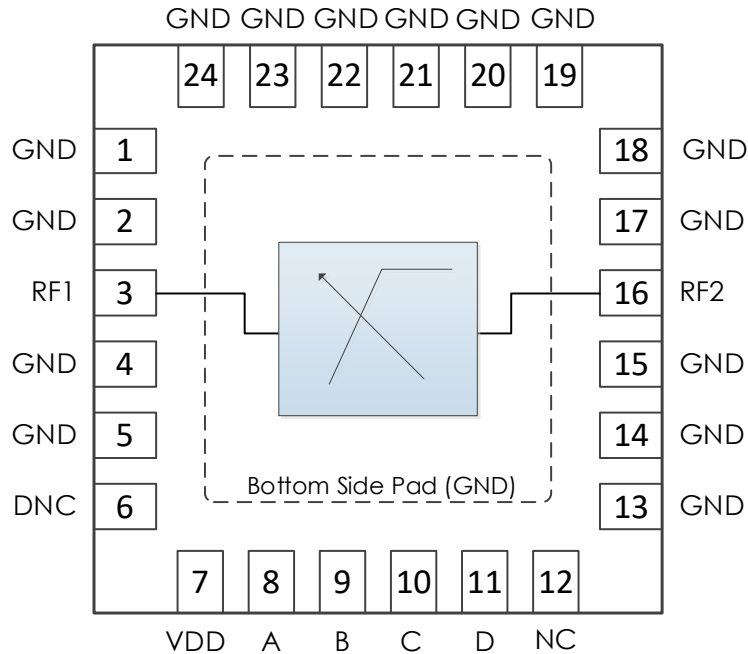 GND GND GND GND GND GND
24 23 22 21 20 19
GND 1 18 GND
GND 2 17 GND
RF1 3 16 RF2
GND 4 15 GND
GND 5 14 GND
Bottom Side Pad (GND)
DNC 6 13 GND
7 8 9 10 11 12
VDD A B C D NC